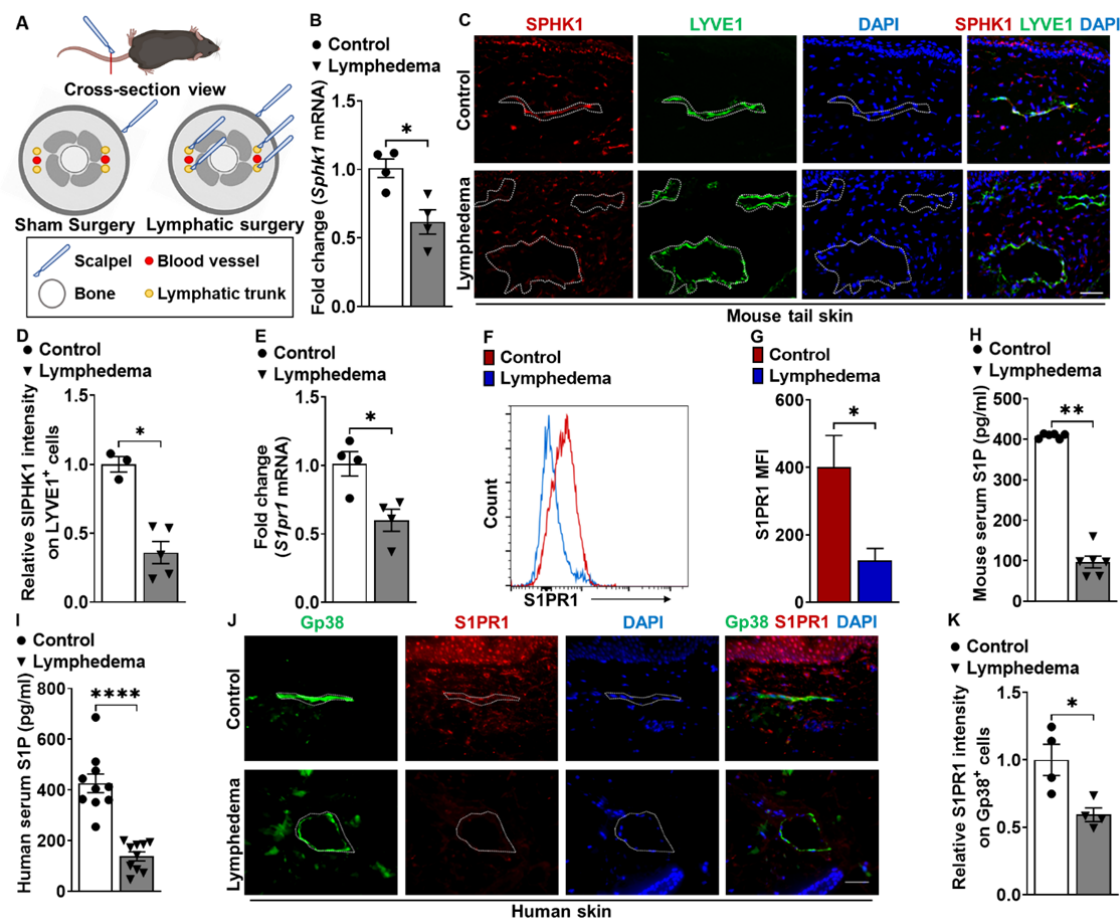 A
Cross-section view
Sham Surgery Lymphatic surgery
Scalpel
Blood vessel
Bone
Lymphatic trunk
B
Control
Lymphedema
Fold change (Sphk1 mRNA)
1.5
1.0
0.5
0.0
*
C
SPHK1 LYVE1 DAPI SPHK1 LYVE1 DAPI
Control
Lymphedema
Mouse tail skin
D
Control
Lymphedema
Relative SIPHK1 intensity
on LYVE1+ cells
1.5
1.0
0.5
0.0
*
E
Control
Lymphedema
Fold change
(S1pr1 mRNA)
1.5
1.0
0.5
0.0
*
F
Control
Lymphedema
Count
S1PR1
G
Control
Lymphedema
S1PR1 MFI
600
400
200
0
*
H
Control
Lymphedema
Mouse serum S1P (pg/ml)
500
400
300
200
100
0
**
I
Control
Lymphedema
Human serum S1P (pg/ml)
800
600
400
200
0
****
J
Gp38 S1PR1 DAPI Gp38 S1PR1 DAPI
Control
Lymphedema
Human skin
K
Control
Lymphedema
Relative S1PR1 intensity
on Gp38+ cells
1.5
1.0
0.5
0.0
*